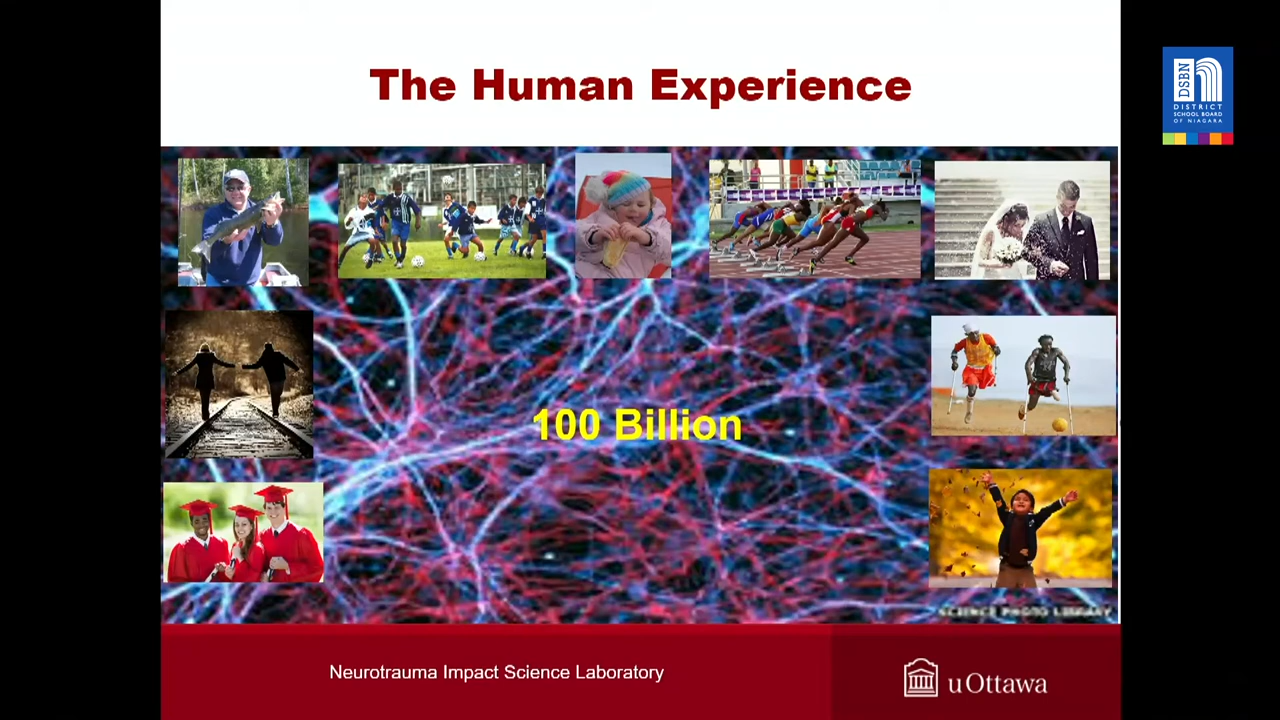 The Human Experience
DSBN
DISTRICT
SCHOOL BOARD
OF NIAGARA
100 Billion
SCIENCE PHOTO LIBRARY
Neurotrauma Impact Science Laboratory
uOttawa